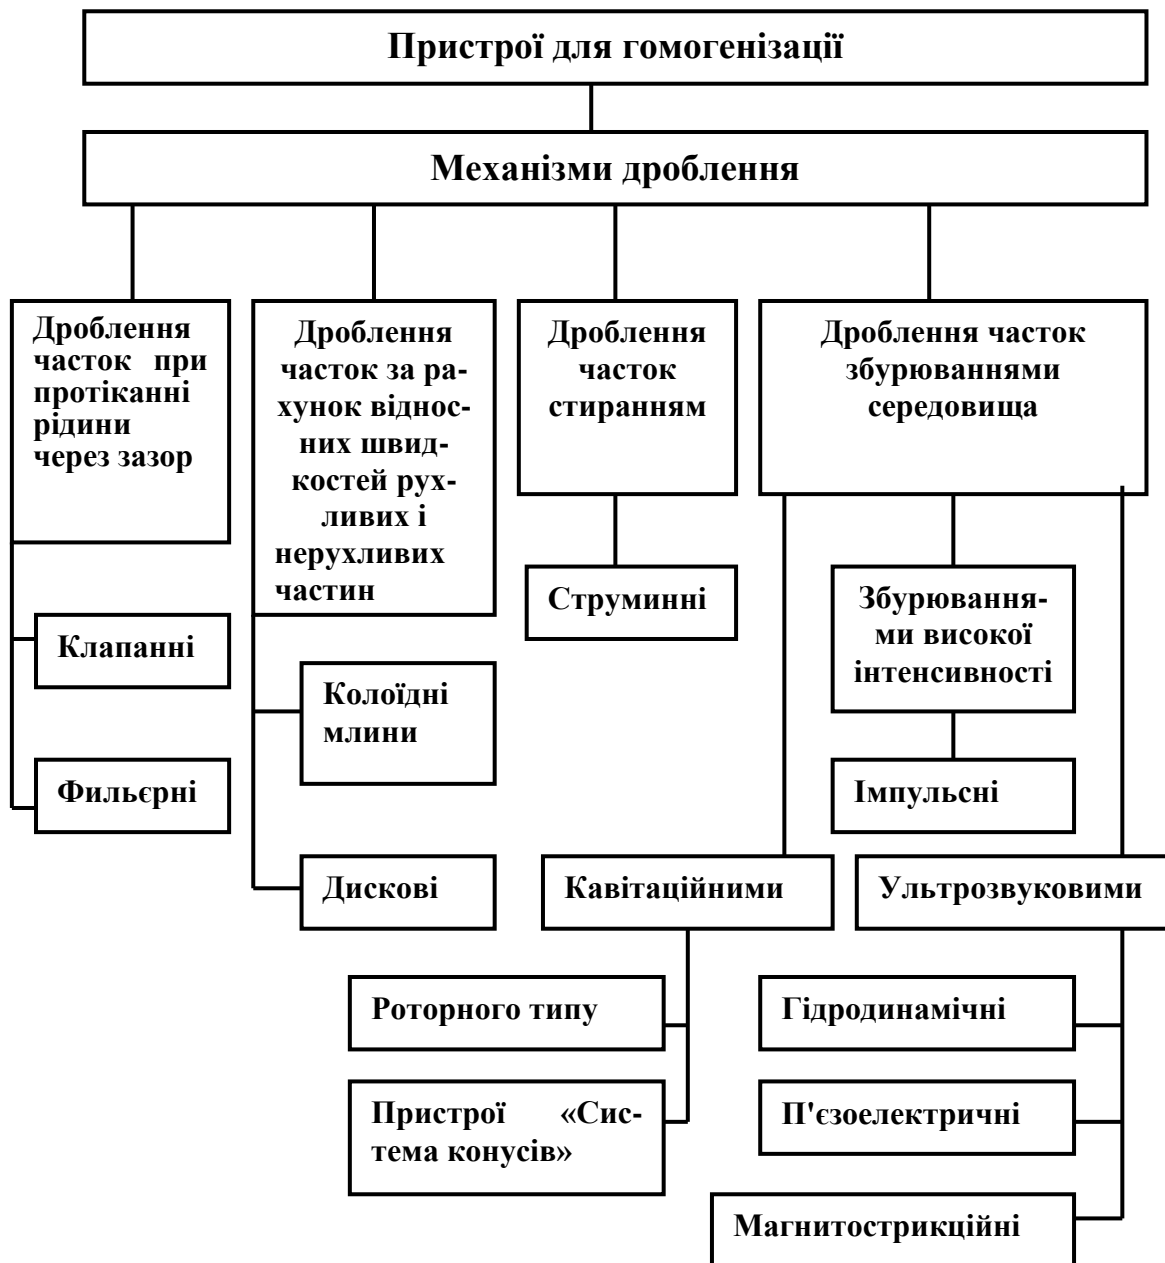 Пристрої для гомогенізації
Механізми дроблення
Дроблення
часток при
протіканні
рідини
через зазор
Дроблення
часток за ра-
хунок віднос-
них швид-
костей рух-
ливих і
нерухливих
частин
Дроблення
часток
стиранням
Дроблення часток
збурюваннями
середовища
Клапанні
Фильєрні
Колоїдні
млини
Дискові
Струминні
Збурювання-
ми високої
інтенсивності
Імпульсні
Кавітаційними
Ультрозвуковими
Роторного типу
Пристрої «Сис-
тема конусів»
Гідродинамічні
П'єзоелектричні
Магнитострикційні